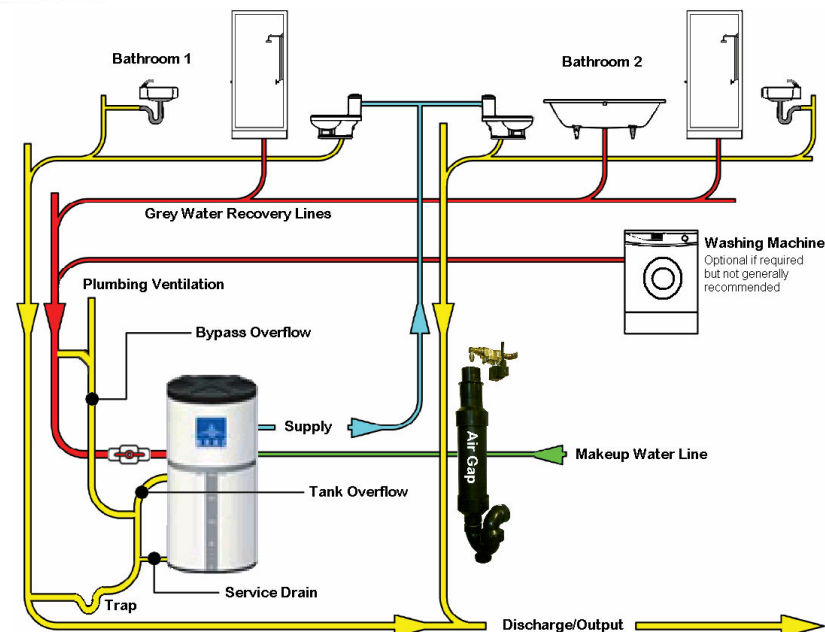 Bathroom 1
Bathroom 2
Grey Water Recovery Lines
Washing Machine
Optional if required
but not generally
recommended
Plumbing Ventilation
Bypass Overflow
Supply
Air Gap
Makeup Water Line
Tank Overflow
Service Drain
Trap
Discharge/Output